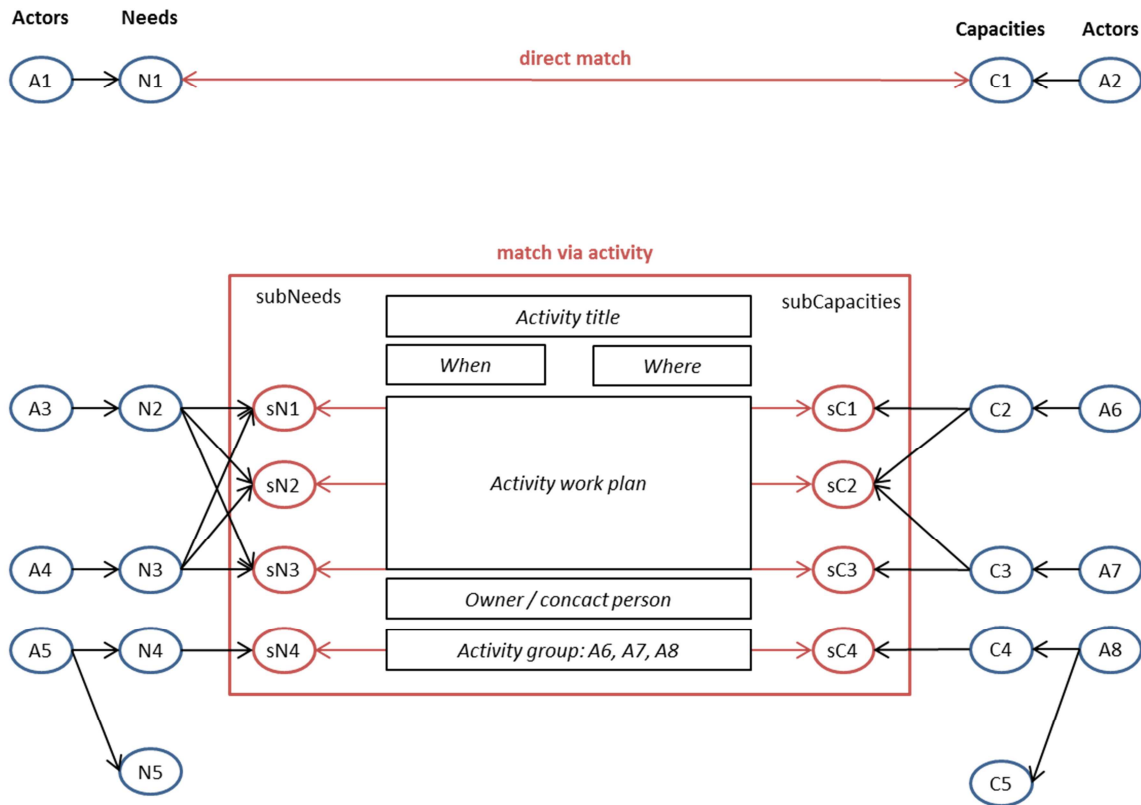 Actors Needs Capacities Actors
direct match
A1 N1 C1 A2
match via activity
subNeeds subCapacities
Activity title
When Where
A3 N2 sN1 sC1 C2 A6
sN2 Activity work plan sC2
A4 N3 sN3 sC3 C3 A7
Owner / concact person
A5 N4 sN4 Activity group: A6, A7, A8 sC4 C4 A8
N5 C5